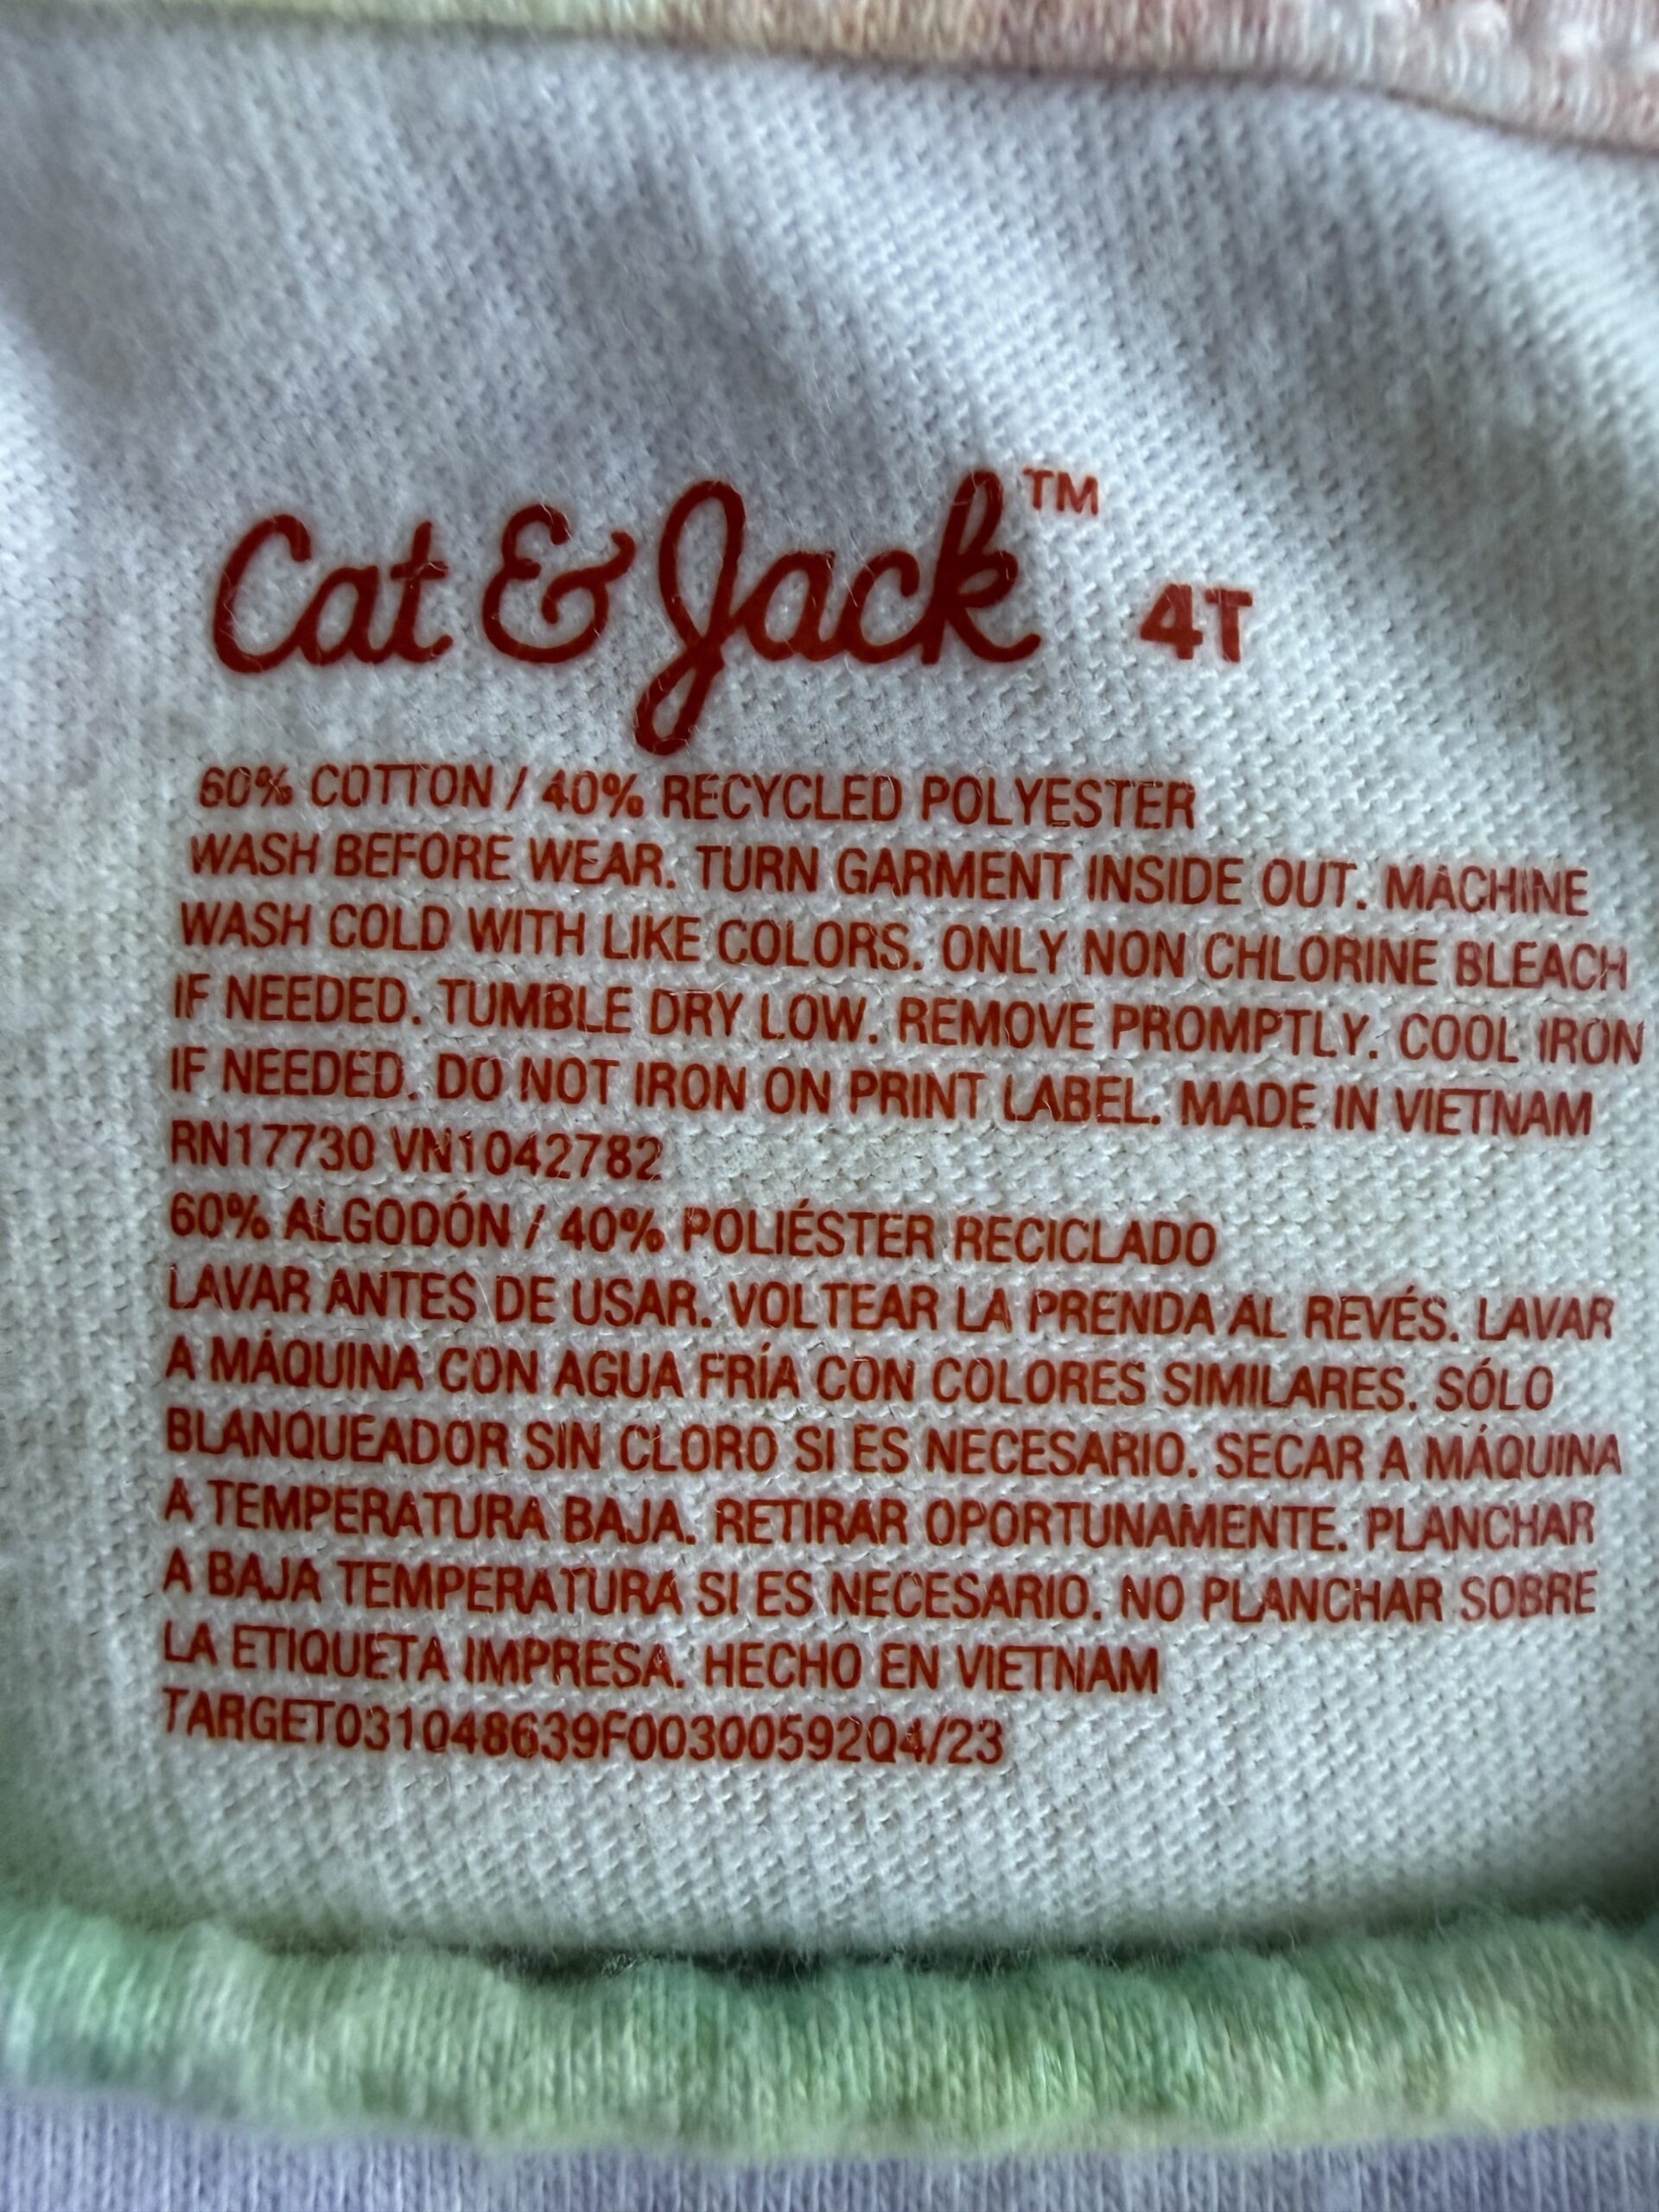 Cat & Jack™ 4T
60% COTTON / 40% RECYCLED POLYESTER
WASH BEFORE WEAR. TURN GARMENT INSIDE OUT. MACHINE
WASH COLD WITH LIKE COLORS. ONLY NON CHLORINE BLEACH
IF NEEDED. TUMBLE DRY LOW. REMOVE PROMPTLY. COOL IRON
IF NEEDED. DO NOT IRON ON PRINT LABEL. MADE IN VIETNAM
RN17730 VN1042782
60% ALGODÓN / 40% POLIÉSTER RECICLADO
LAVAR ANTES DE USAR. VOLTEAR LA PRENDA AL REVÉS. LAVAR
A MÁQUINA CON AGUA FRÍA CON COLORES SIMILARES. SÓLO
BLANQUEADOR SIN CLORO SI ES NECESARIO. SECAR A MÁQUINA
A TEMPERATURA BAJA. RETIRAR OPORTUNAMENTE. PLANCHAR
A BAJA TEMPERATURA SI ES NECESARIO. NO PLANCHAR SOBRE
LA ETIQUETA IMPRESA. HECHO EN VIETNAM
TARGET031048639F00300592Q4/23